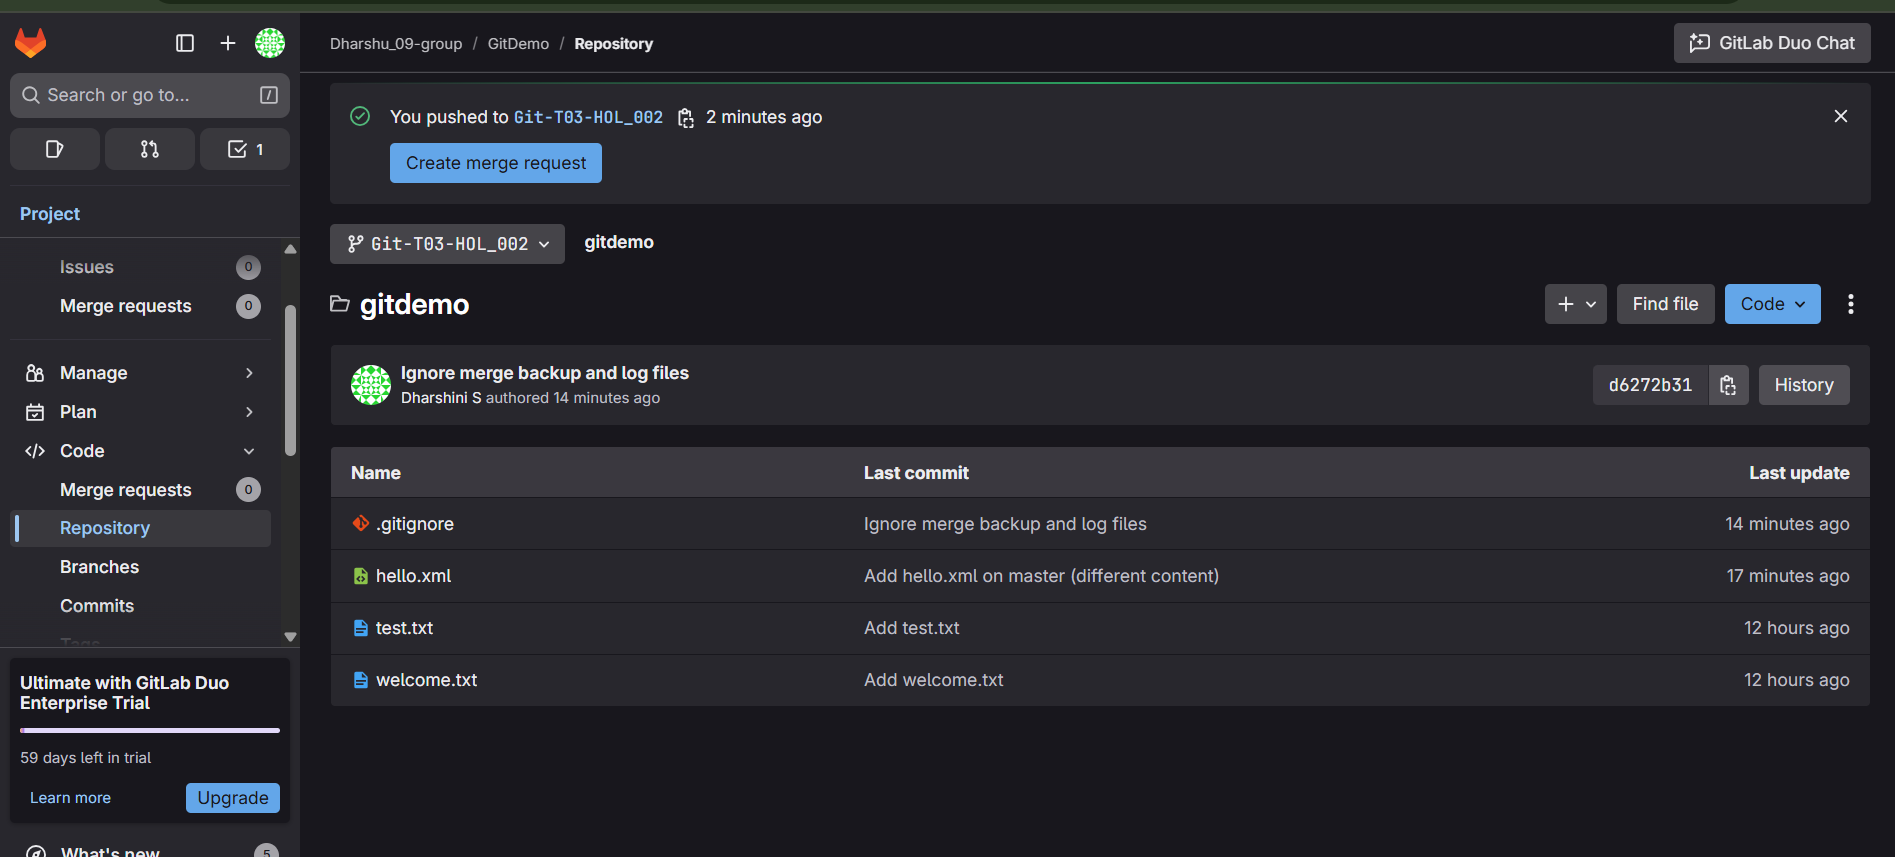 Dharshu_09-group / GitDemo / Repository
GitLab Duo Chat
Search or go to... /
1
Project
Issues 0
Merge requests 0
Manage
Plan
Code
Merge requests 0
Repository
Branches
Commits
Tags
Ultimate with GitLab Duo
Enterprise Trial
59 days left in trial
Learn more Upgrade
What's new 5
You pushed to Git-T03-HOL_002 2 minutes ago
Create merge request
Git-T03-HOL_002 gitdemo
gitdemo
Find file Code
Ignore merge backup and log files
Dharshini S authored 14 minutes ago
d6272b31 History
Name Last commit Last update
.gitignore Ignore merge backup and log files 14 minutes ago
hello.xml Add hello.xml on master (different content) 17 minutes ago
test.txt Add test.txt 12 hours ago
welcome.txt Add welcome.txt 12 hours ago